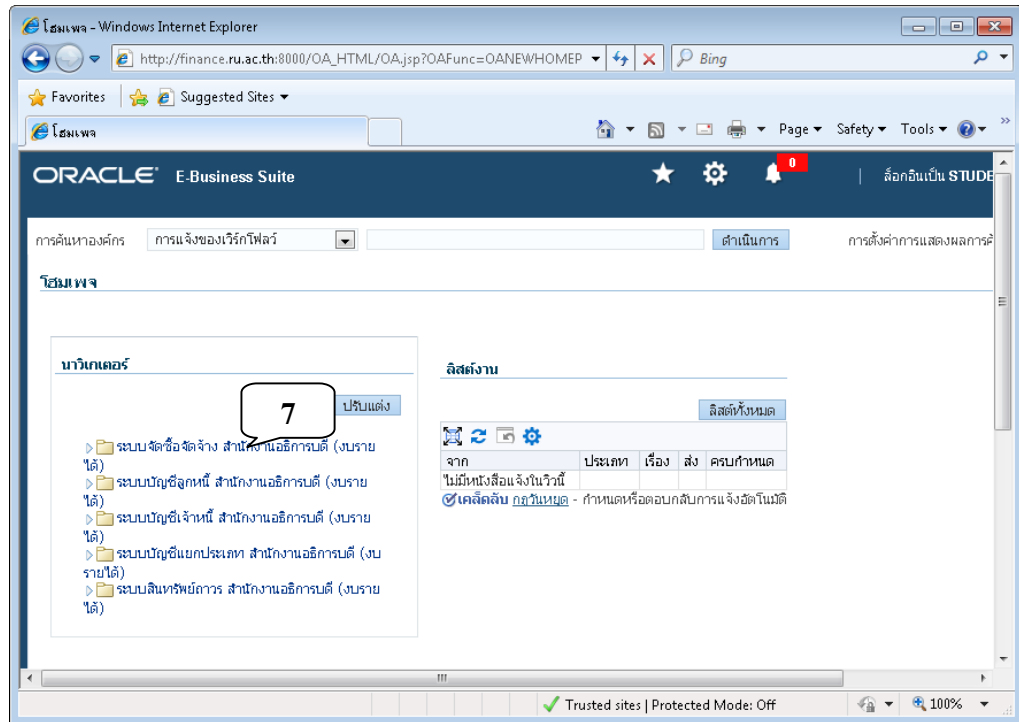 โฮมเพจ - Windows Internet Explorer
http://finance.ru.ac.th:8000/OA_HTML/OA.jsp?OAFunc=OANEWHOMEP
Bing
Favorites Suggested Sites
โฮมเพจ
Page Safety Tools
ORACLE E-Business Suite
0
| ล็อกอินเป็น STUDE
การค้นหาองค์กร การแจ้งของเวิร์กโฟลว์ ดำเนินการ การตั้งค่าการแสดงผลการค้
โฮมเพจ
นาวิเกเตอร์
ปรับแต่ง
7
ระบบจัดซื้อจัดจ้าง สำนักงานอธิการบดี (งบราย
ได้)
ระบบบัญชีลูกหนี้ สำนักงานอธิการบดี (งบราย
ได้)
ระบบบัญชีเจ้าหนี้ สำนักงานอธิการบดี (งบราย
ได้)
ระบบบัญชีแยกประเภท สำนักงานอธิการบดี (งบ
รายได้)
ระบบสินทรัพย์ถาวร สำนักงานอธิการบดี (งบราย
ได้)
ลิสต์งาน
ลิสต์ทั้งหมด
จาก ประเภท เรื่อง ส่ง ครบกำหนด
ไม่มีหนังสือแจ้งในวิวนี้
เคล็ดลับ กฎวันหยุด - กำหนดหรือตอบกลับการแจ้งอัตโนมัติ
Trusted sites | Protected Mode: Off
100%